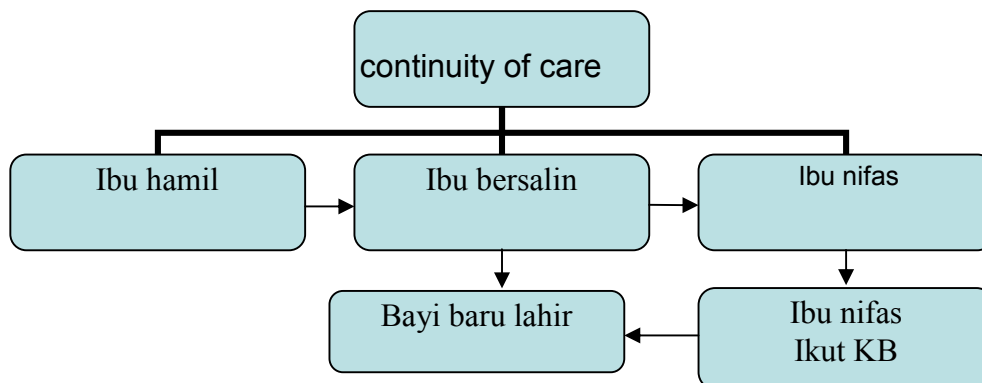 continuity of care
Ibu hamil
Ibu bersalin
Ibu nifas
Bayi baru lahir
Ibu nifas
Ikut KB